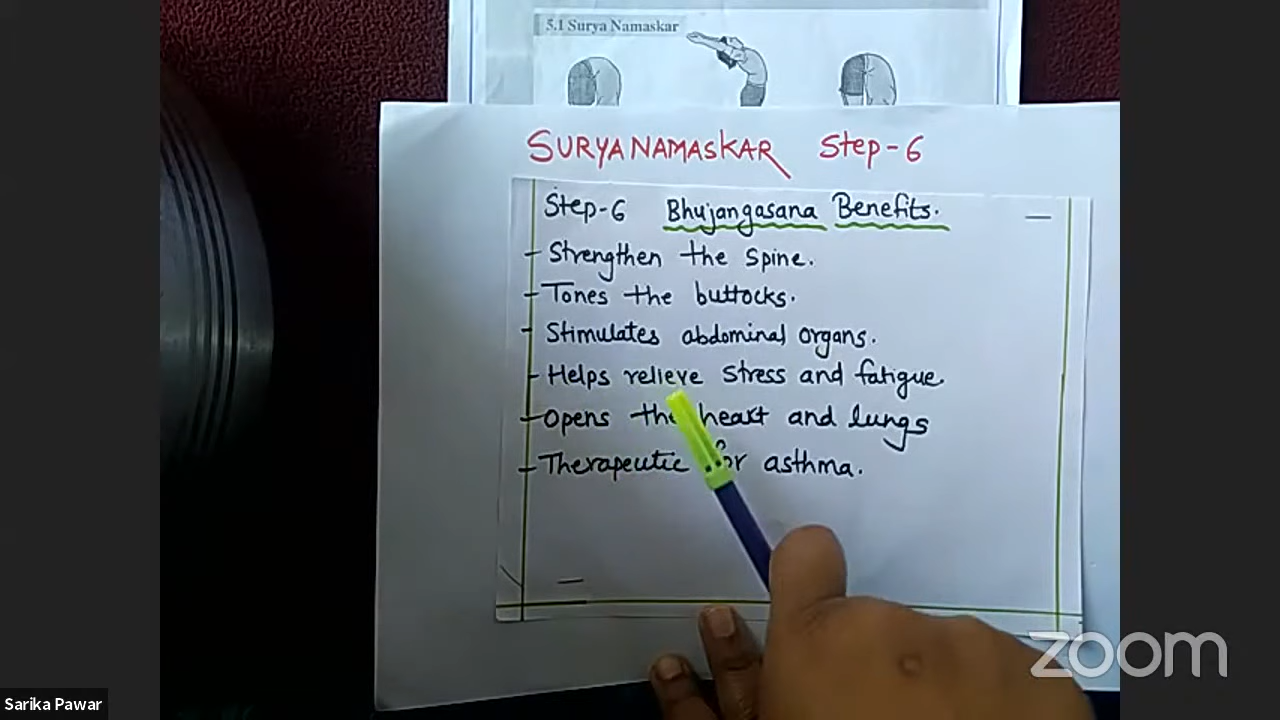 5.1 Surya Namaskar
SURYANAMASKAR Step-6
Step-6 Bhujangasana Benefits.
- Strengthen the spine.
- Tones the buttocks.
- Stimulates abdominal organs.
- Helps relieve stress and fatigue
- Opens the heart and lungs
- Therapeutic for asthma.
zoom
Sarika Pawar